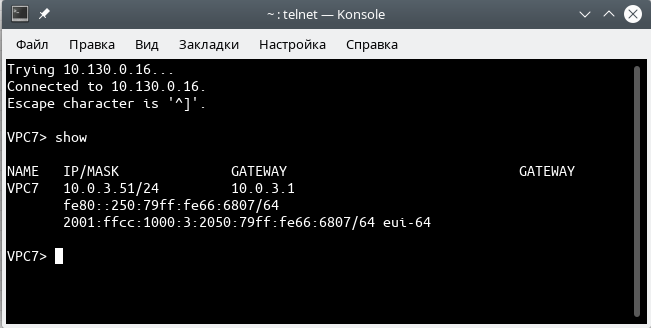 ~ : telnet — Konsole
Файл Правка Вид Закладки Настройка Справка
Trying 10.130.0.16...
Connected to 10.130.0.16.
Escape character is '^]'.
VPC7> show
NAME IP/MASK GATEWAY GATEWAY
VPC7 10.0.3.51/24 10.0.3.1
fe80::250:79ff:fe66:6807/64
2001:ffcc:1000:3:2050:79ff:fe66:6807/64 eui-64
VPC7>